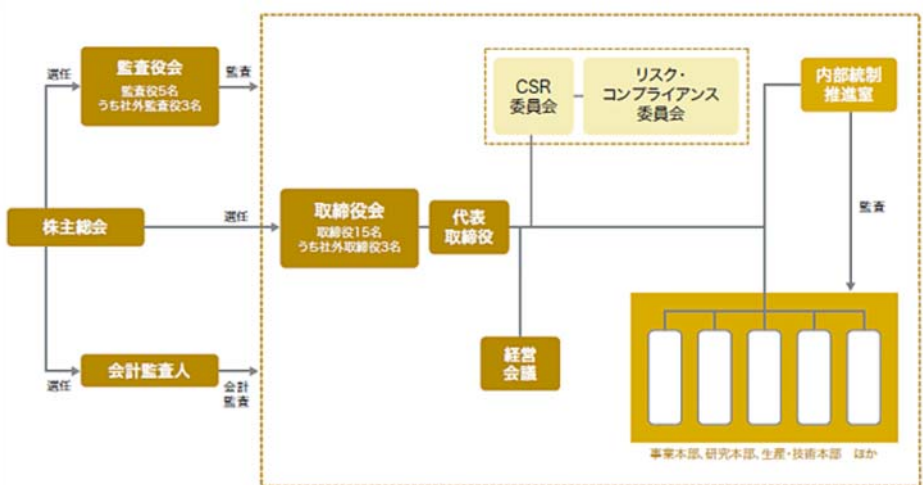 選任
監査役会
監査役5名
うち社外監査役3名
監査
CSR
委員会
リスク・
コンプライアンス
委員会
内部統制
推進室
株主総会
選任
取締役会
取締役15名
うち社外取締役3名
代表
取締役
監査
経営
会議
選任
会計監査人
会計
監査
事業本部、研究本部、生産・技術本部　ほか